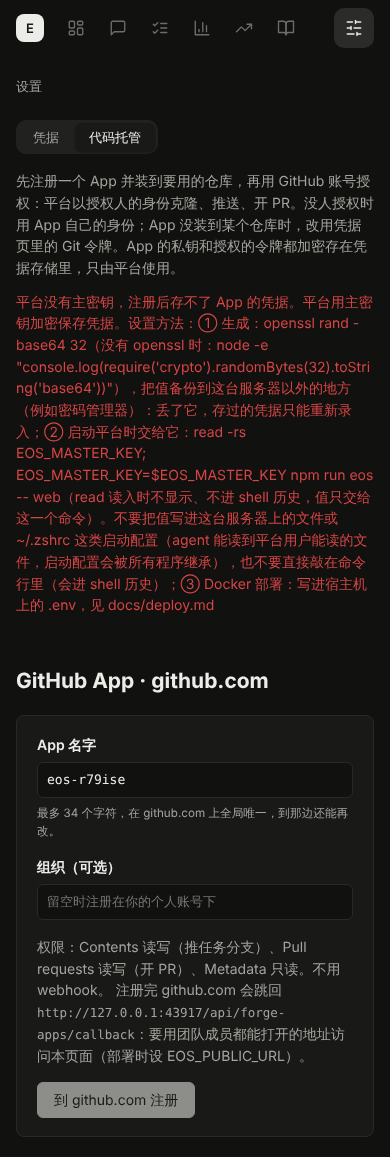 E
设置
凭据 代码托管
先注册一个 App 并装到要用的仓库，再用 GitHub 账号授
权：平台以授权人的身份克隆、推送、开 PR。没人授权时
用 App 自己的身份；App 没装到某个仓库时，改用凭据
页里的 Git 令牌。App 的私钥和授权的令牌都加密存在凭
据存储里，只由平台使用。
平台没有主密钥，注册后存不了 App 的凭据。平台用主密
钥加密保存凭据。设置方法：① 生成：openssl rand -
base64 32（没有 openssl 时：node -e
"console.log(require('crypto').randomBytes(32).toStri
ng('base64'))"），把值备份到这台服务器以外的地方
（例如密码管理器）：丢了它，存过的凭据只能重新录
入；② 启动平台时交给它：read -rs
EOS_MASTER_KEY;
EOS_MASTER_KEY=$EOS_MASTER_KEY npm run eos
-- web（read 读入时不显示、不进 shell 历史，值只交给
这一个命令）。不要把值写进这台服务器上的文件或
~/.zshrc 这类启动配置（agent 能读到平台用户能读的文
件，启动配置会被所有程序继承），也不要直接敲在命令
行里（会进 shell 历史）；③ Docker 部署：写进宿主机
上的 .env，见 docs/deploy.md
GitHub App · github.com
App 名字
eos-r79ise
最多 34 个字符，在 github.com 上全局唯一，到那边还能再
改。
组织（可选）
留空时注册在你的个人账号下
权限：Contents 读写（推任务分支）、Pull
requests 读写（开 PR）、Metadata 只读。不用
webhook。 注册完 github.com 会跳回
http://127.0.0.1:43917/api/forge-
apps/callback：要用团队成员都能打开的地址访
问本页面（部署时设 EOS_PUBLIC_URL）。
到 github.com 注册